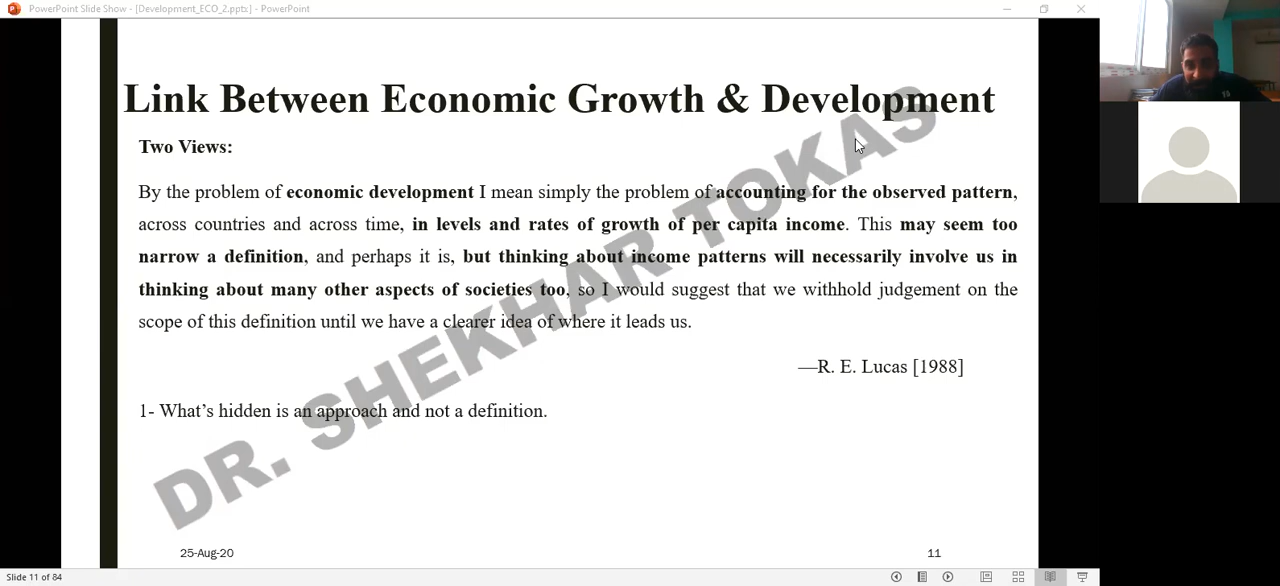 PowerPoint Slide Show - [Development_ECO_2.pptx] - PowerPoint
Link Between Economic Growth & Development
Two Views:
By the problem of economic development I mean simply the problem of accounting for the observed pattern,
across countries and across time, in levels and rates of growth of per capita income. This may seem too
narrow a definition, and perhaps it is, but thinking about income patterns will necessarily involve us in
thinking about many other aspects of societies too, so I would suggest that we withhold judgement on the
scope of this definition until we have a clearer idea of where it leads us.
—R. E. Lucas [1988]
1- What's hidden is an approach and not a definition.
DR. SHEKHAR TOKAS
25-Aug-20
11
Slide 11 of 84